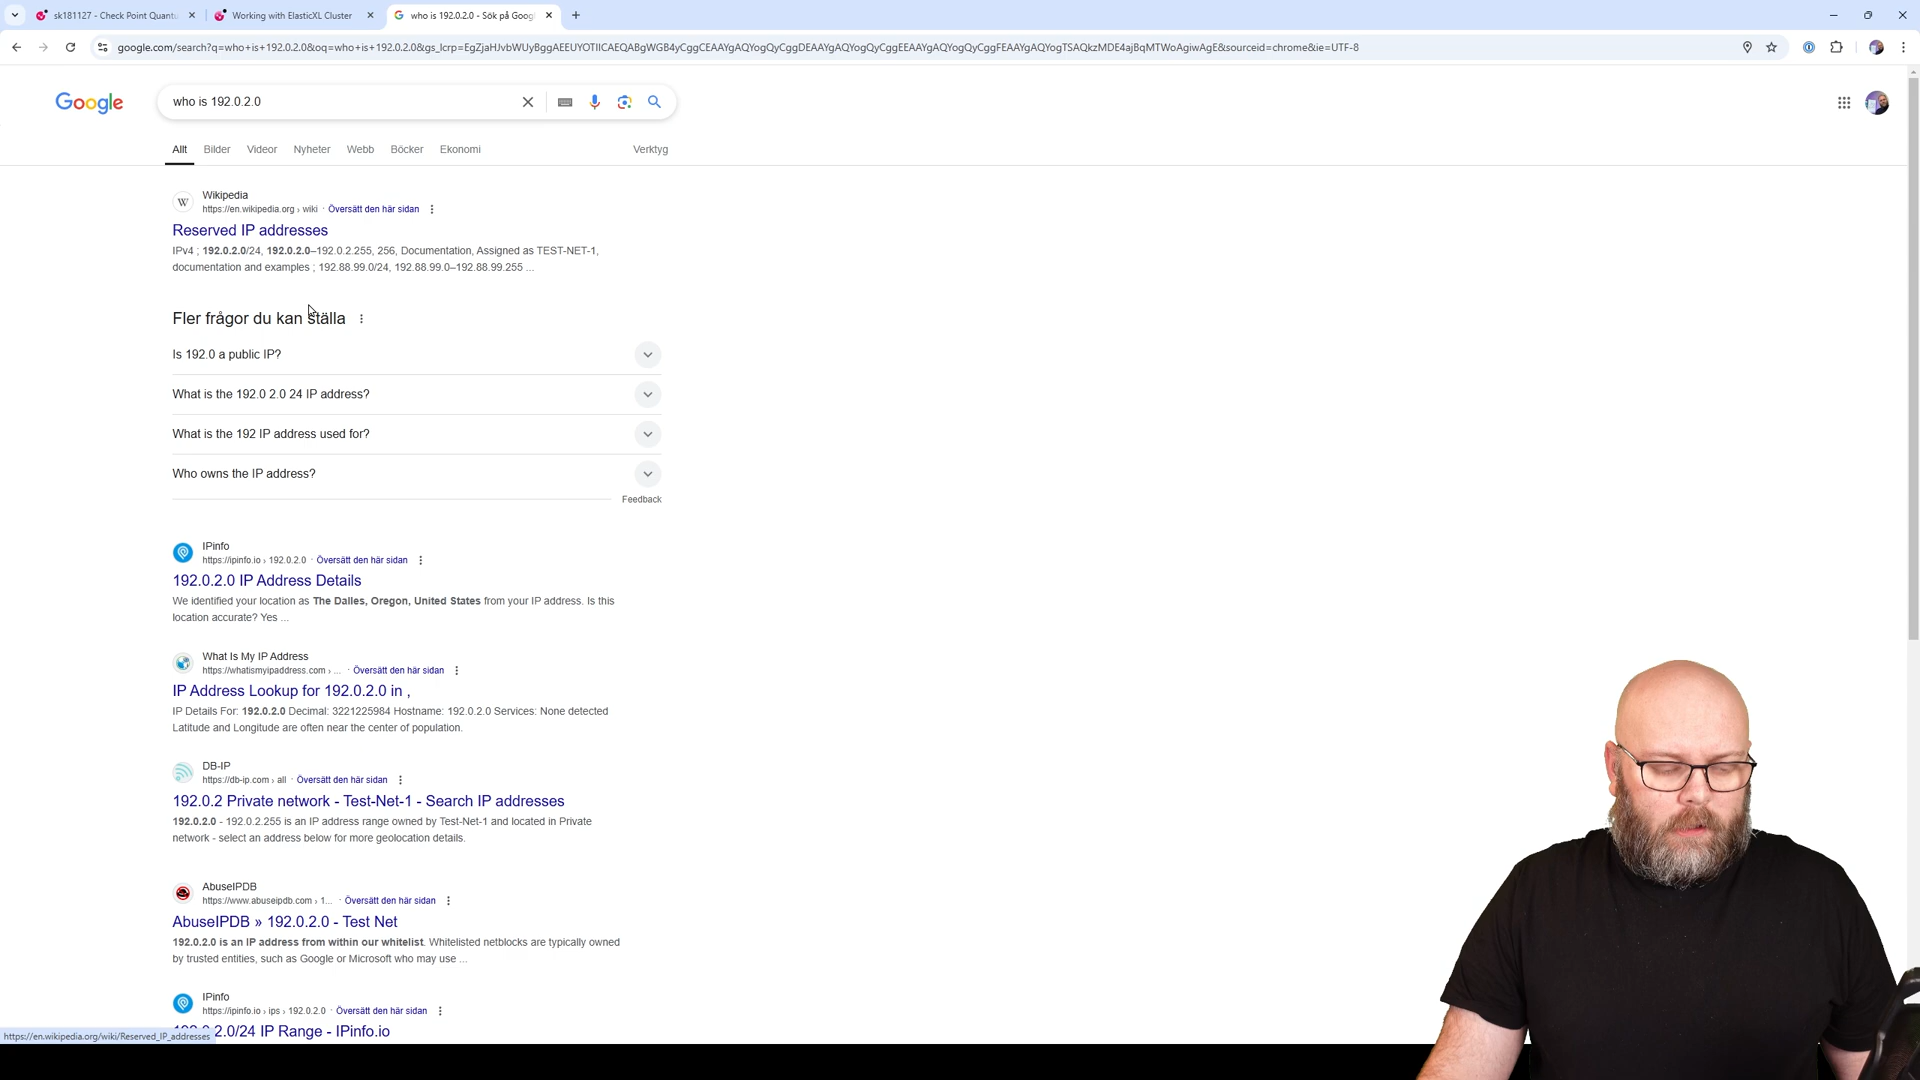 sk181127 - Check Point Quantu
Working with ElasticXL Cluster
who is 192.0.2.0 - Sök på Goog
google.com/search?q=who+is+192.0.2.0&oq=who+is+192.0.2.0&gs_lcrp=EgZjaHJvbWUyBggAEEUYOTIICAEQABgWGB4yCggCEAAYgAQYogQyCggDEAAYgAQYogQyCggEEAAYgAQYogQyCggFEAAYgAQYogTSAQkzMDE4ajBqMTWoAgiwAgE&sourceid=chrome&ie=UTF-8
Google
who is 192.0.2.0
Allt Bilder Videor Nyheter Webb Böcker Ekonomi Verktyg
W
Wikipedia
https://en.wikipedia.org › wiki · Översätt den här sidan
Reserved IP addresses
IPv4 ; 192.0.2.0/24, 192.0.2.0–192.0.2.255, 256, Documentation, Assigned as TEST-NET-1,
documentation and examples ; 192.88.99.0/24, 192.88.99.0–192.88.99.255 ...
Fler frågor du kan ställa
Is 192.0 a public IP?
What is the 192.0 2.0 24 IP address?
What is the 192 IP address used for?
Who owns the IP address?
Feedback
IPinfo
https://ipinfo.io › 192.0.2.0 · Översätt den här sidan
192.0.2.0 IP Address Details
We identified your location as The Dalles, Oregon, United States from your IP address. Is this
location accurate? Yes ...
What Is My IP Address
https://whatismyipaddress.com › ... · Översätt den här sidan
IP Address Lookup for 192.0.2.0 in ,
IP Details For: 192.0.2.0 Decimal: 3221225984 Hostname: 192.0.2.0 Services: None detected
Latitude and Longitude are often near the center of population.
DB-IP
https://db-ip.com › all · Översätt den här sidan
192.0.2 Private network - Test-Net-1 - Search IP addresses
192.0.2.0 - 192.0.2.255 is an IP address range owned by Test-Net-1 and located in Private
network - select an address below for more geolocation details.
AbuseIPDB
https://www.abuseipdb.com › 1... · Översätt den här sidan
AbuseIPDB » 192.0.2.0 - Test Net
192.0.2.0 is an IP address from within our whitelist. Whitelisted netblocks are typically owned
by trusted entities, such as Google or Microsoft who may use ...
IPinfo
https://ipinfo.io › ips › 192.0.2.0 · Översätt den här sidan
192.0.2.0/24 IP Range - IPinfo.io
https://en.wikipedia.org/wiki/Reserved_IP_addresses